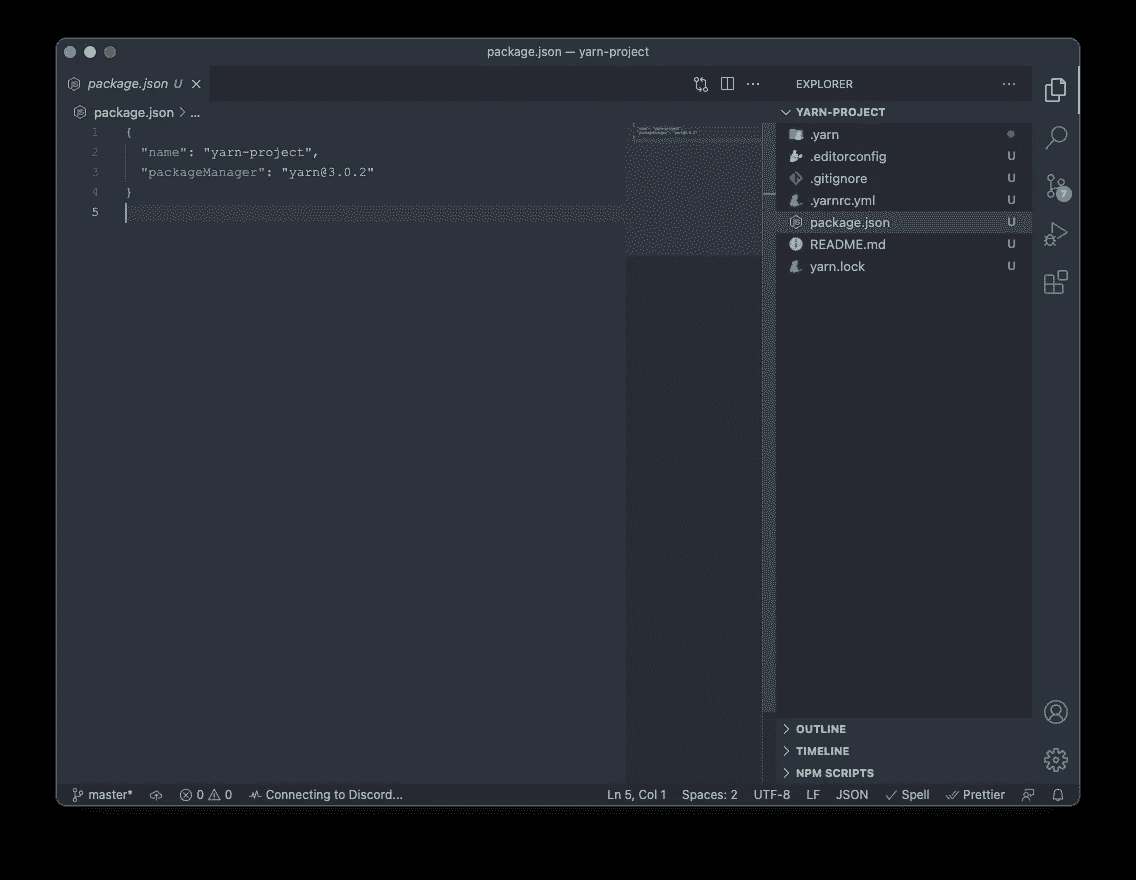 package.json — yarn-project
package.json U
package.json > ...
1 {
2 "name": "yarn-project",
3 "packageManager": "yarn@3.0.2"
4 }
5
EXPLORER
YARN-PROJECT
.yarn
.editorconfig U
.gitignore U
.yarnrc.yml U
package.json U
README.md U
yarn.lock U
7
OUTLINE
TIMELINE
NPM SCRIPTS
master* 0 0 Connecting to Discord... Ln 5, Col 1 Spaces: 2 UTF-8 LF JSON Spell Prettier